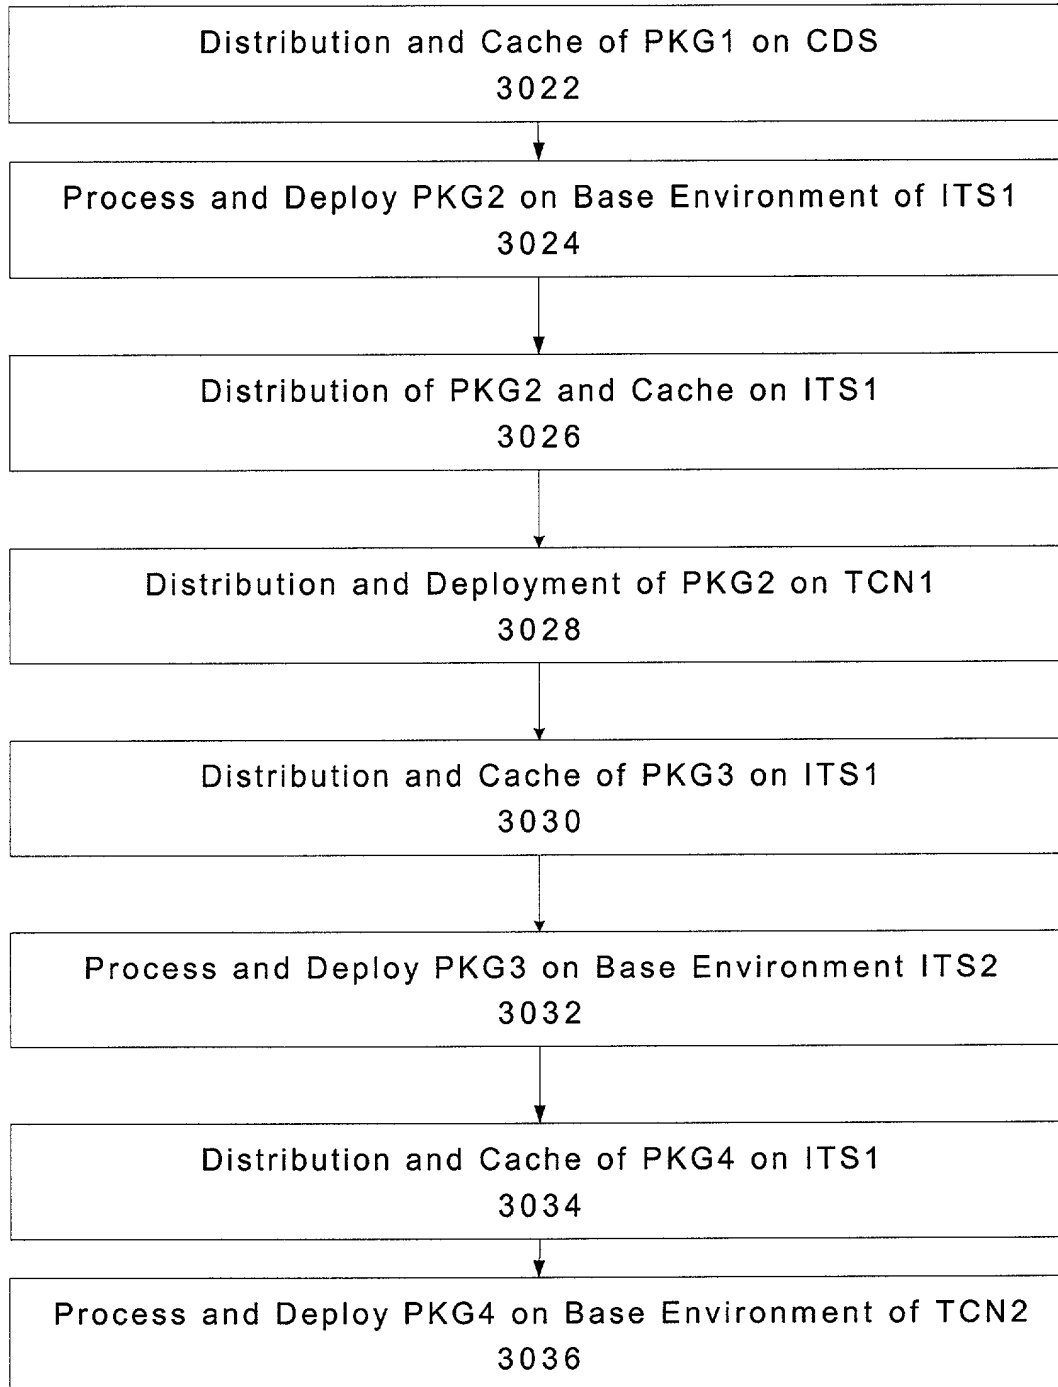 Distribution and Cache of PKG1 on CDS
3022
Process and Deploy PKG2 on Base Environment of ITS1
3024
Distribution of PKG2 and Cache on ITS1
3026
Distribution and Deployment of PKG2 on TCN1
3028
Distribution and Cache of PKG3 on ITS1
3030
Process and Deploy PKG3 on Base Environment ITS2
3032
Distribution and Cache of PKG4 on ITS1
3034
Process and Deploy PKG4 on Base Environment of TCN2
3036